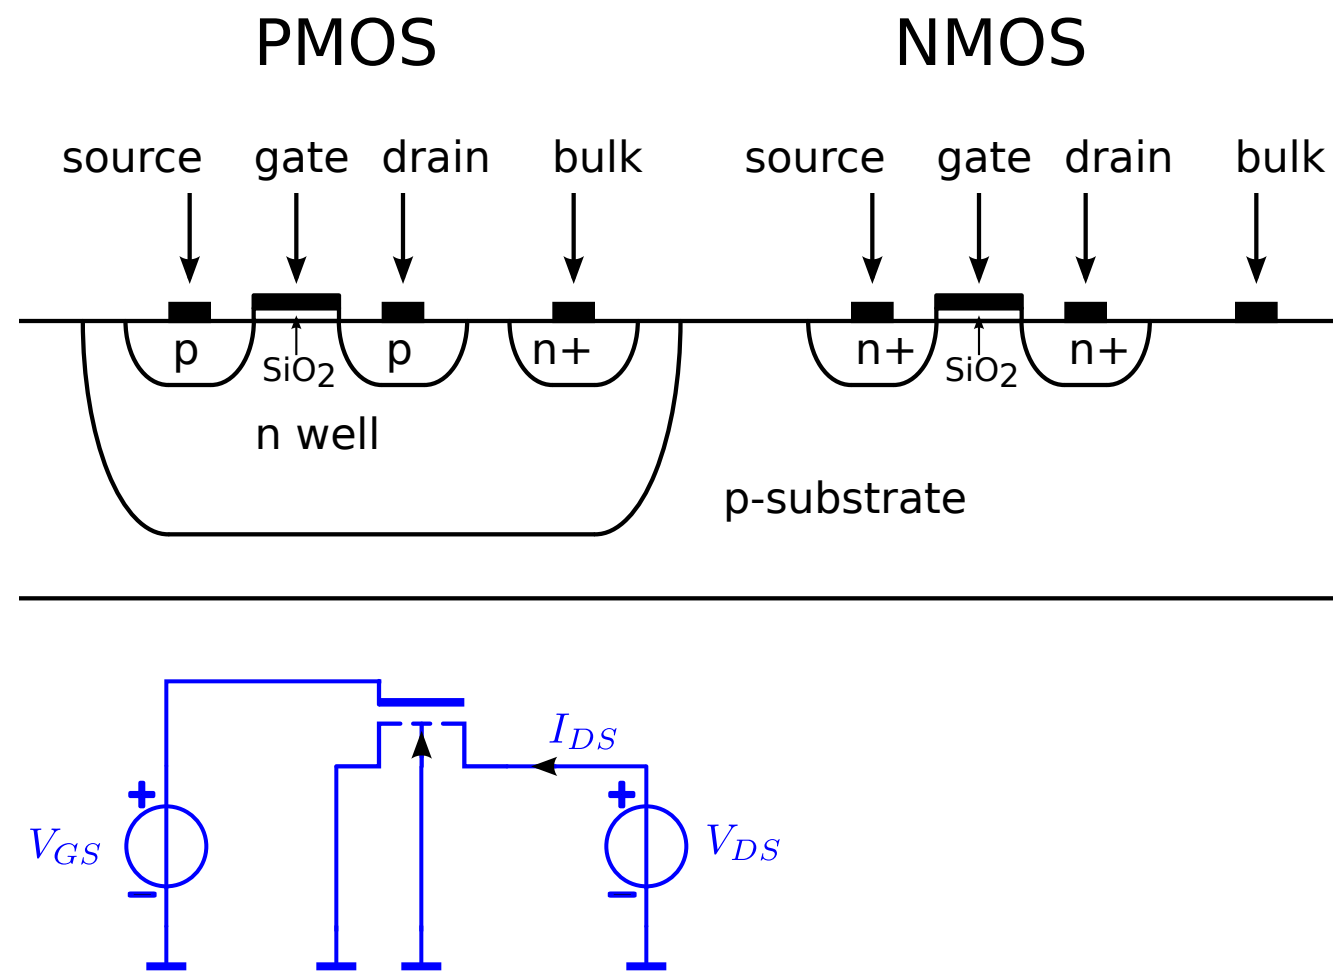 PMOS NMOS
source gate drain bulk source gate drain bulk
p SiO2 p n+ n+ SiO2 n+
n well
p-substrate
IDS
+ +
VGS VDS
− −